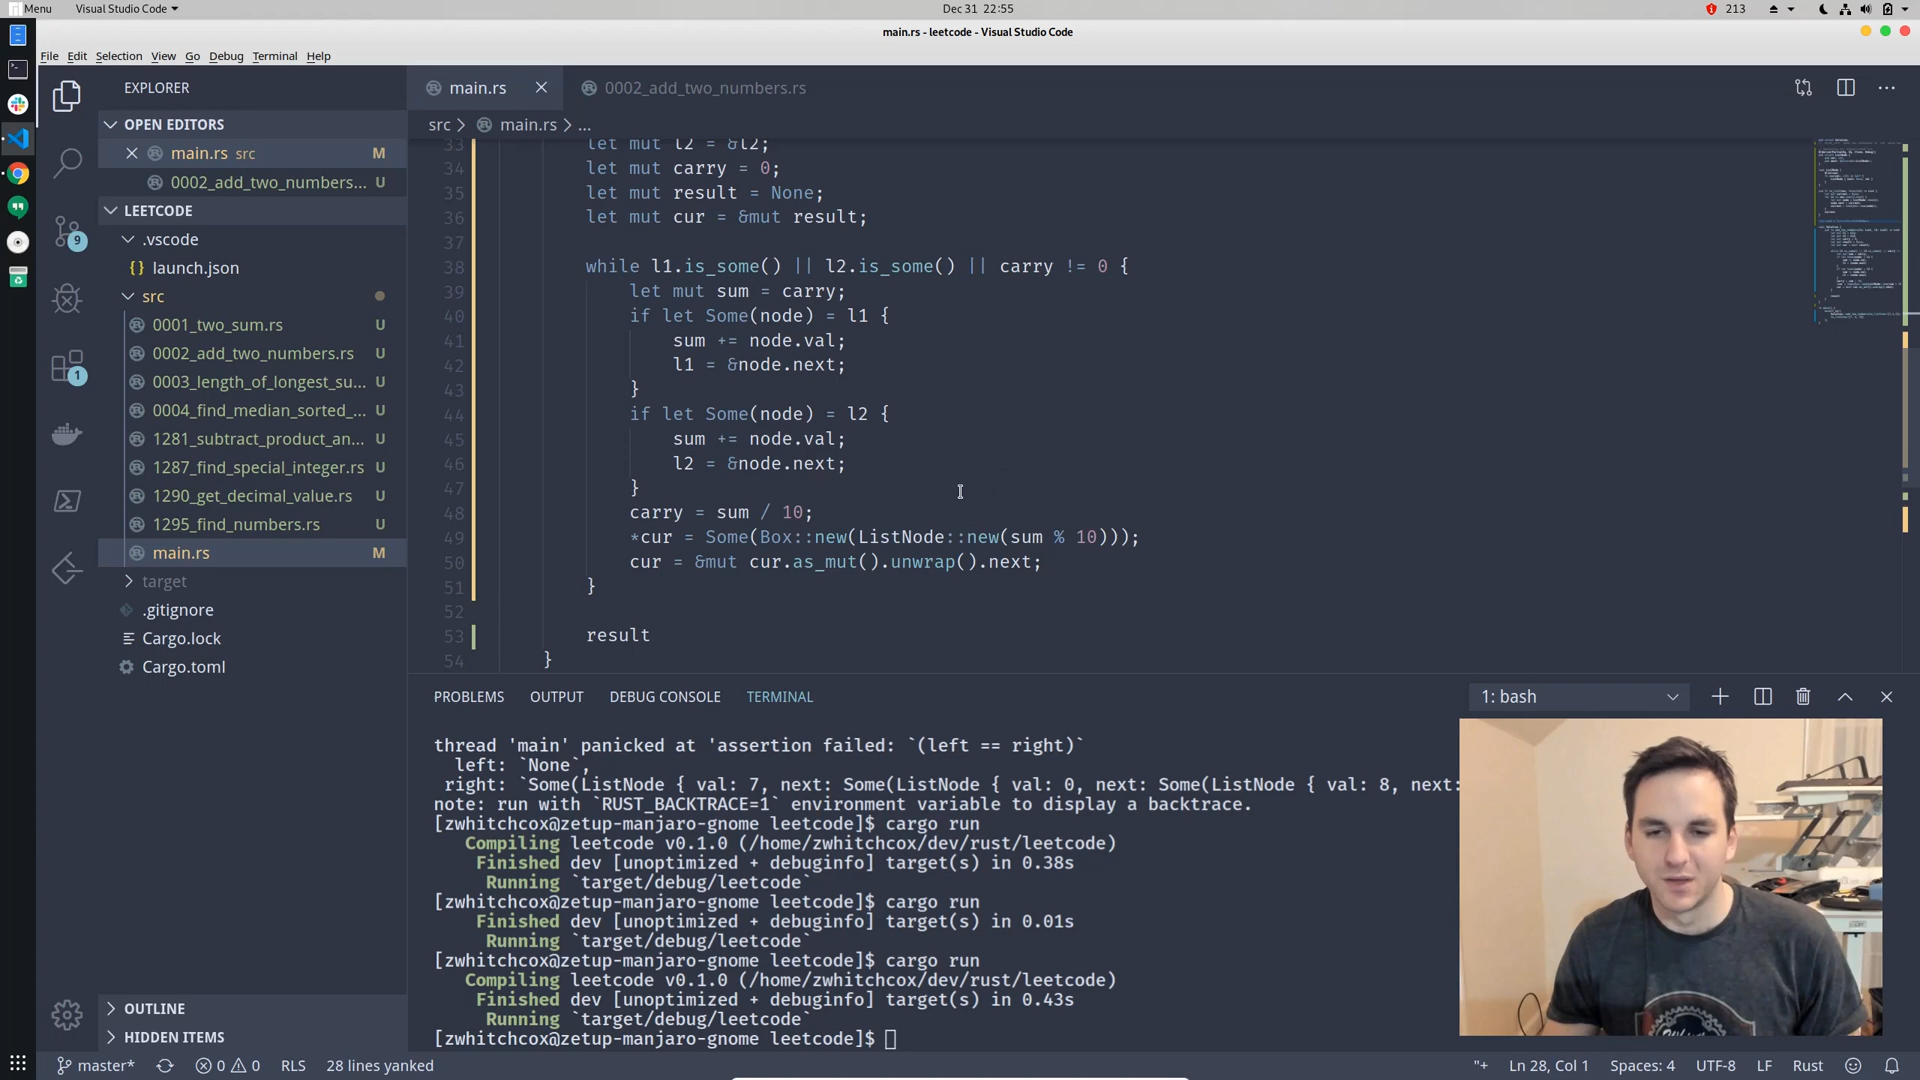 Menu
Visual Studio Code
Dec 31 22:55
213
main.rs - leetcode - Visual Studio Code
File Edit Selection View Go Debug Terminal Help
EXPLORER
OPEN EDITORS
main.rs src M
0002_add_two_numbers... U
LEETCODE
.vscode
launch.json
src
0001_two_sum.rs U
0002_add_two_numbers.rs U
0003_length_of_longest_su... U
0004_find_median_sorted_... U
1281_subtract_product_an... U
1287_find_special_integer.rs U
1290_get_decimal_value.rs U
1295_find_numbers.rs U
main.rs M
target
.gitignore
Cargo.lock
Cargo.toml
OUTLINE
HIDDEN ITEMS
9
1
main.rs
0002_add_two_numbers.rs
src > main.rs > ...
33 let mut l2 = &l2;
34 let mut carry = 0;
35 let mut result = None;
36 let mut cur = &mut result;
37
38 while l1.is_some() || l2.is_some() || carry != 0 {
39 let mut sum = carry;
40 if let Some(node) = l1 {
41 sum += node.val;
42 l1 = &node.next;
43 }
44 if let Some(node) = l2 {
45 sum += node.val;
46 l2 = &node.next;
47 }
48 carry = sum / 10;
49 *cur = Some(Box::new(ListNode::new(sum % 10)));
50 cur = &mut cur.as_mut().unwrap().next;
51 }
52
53 result
54 }
PROBLEMS OUTPUT DEBUG CONSOLE TERMINAL
1: bash
thread 'main' panicked at 'assertion failed: `(left == right)`
left: `None`,
right: `Some(ListNode { val: 7, next: Some(ListNode { val: 0, next: Some(ListNode { val: 8, next:
note: run with `RUST_BACKTRACE=1` environment variable to display a backtrace.
[zwhitchcox@zetup-manjaro-gnome leetcode]$ cargo run
Compiling leetcode v0.1.0 (/home/zwhitchcox/dev/rust/leetcode)
Finished dev [unoptimized + debuginfo] target(s) in 0.38s
Running `target/debug/leetcode`
[zwhitchcox@zetup-manjaro-gnome leetcode]$ cargo run
Finished dev [unoptimized + debuginfo] target(s) in 0.01s
Running `target/debug/leetcode`
[zwhitchcox@zetup-manjaro-gnome leetcode]$ cargo run
Compiling leetcode v0.1.0 (/home/zwhitchcox/dev/rust/leetcode)
Finished dev [unoptimized + debuginfo] target(s) in 0.43s
Running `target/debug/leetcode`
[zwhitchcox@zetup-manjaro-gnome leetcode]$
master* 0 0 RLS 28 lines yanked
"+ Ln 28, Col 1 Spaces: 4 UTF-8 LF Rust